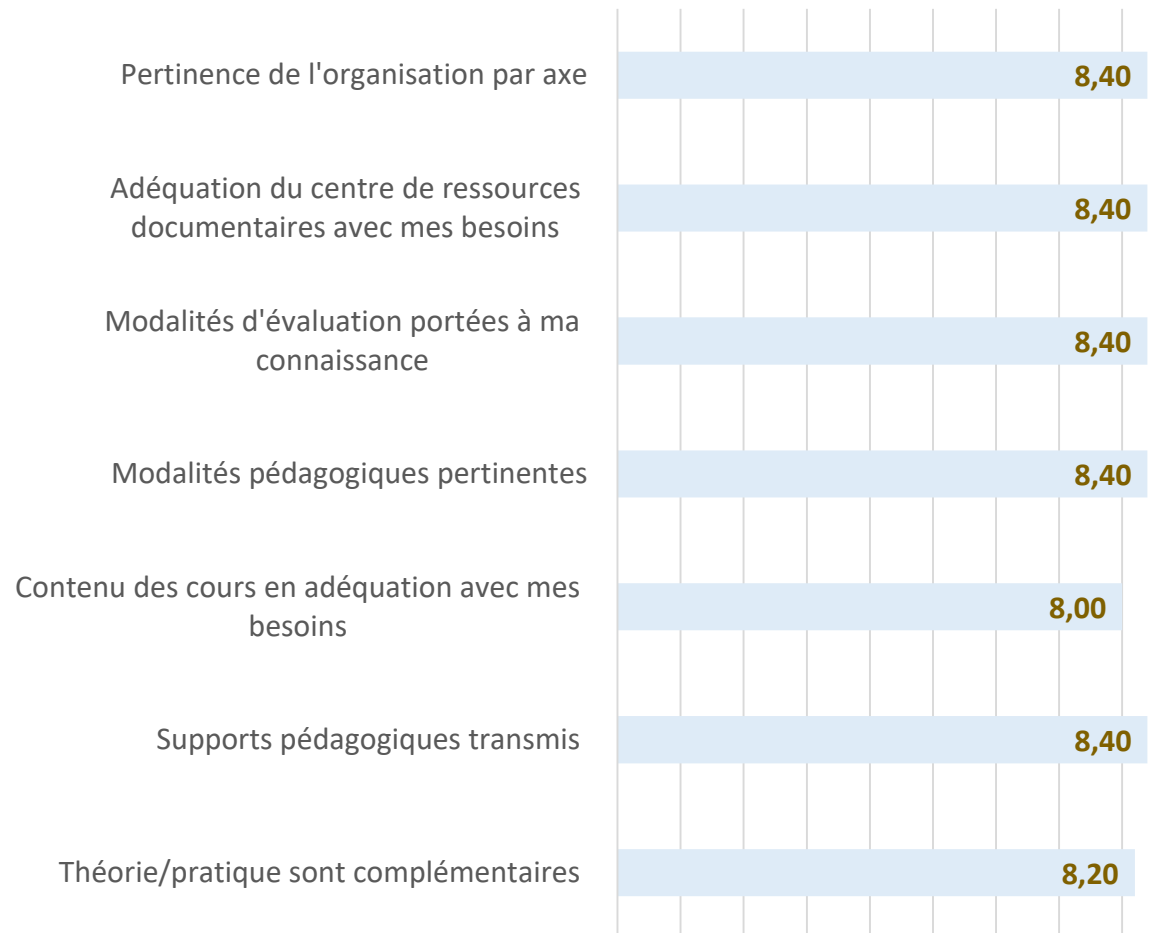 Pertinence de l'organisation par axe
8,40
Adéquation du centre de ressources
documentaires avec mes besoins
8,40
Modalités d'évaluation portées à ma
connaissance
8,40
Modalités pédagogiques pertinentes
8,40
Contenu des cours en adéquation avec mes
besoins
8,00
Supports pédagogiques transmis
8,40
Théorie/pratique sont complémentaires
8,20